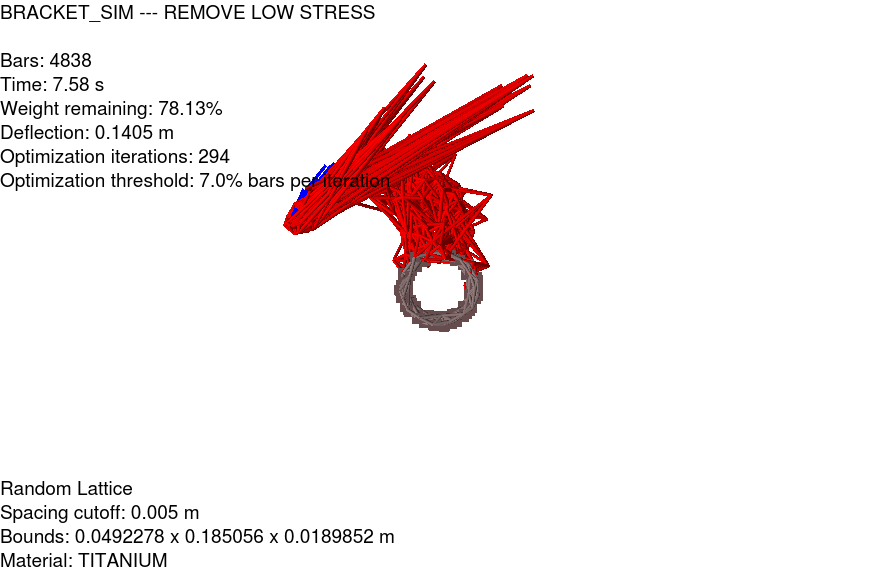 BRACKET_SIM --- REMOVE LOW STRESS
Bars: 4838
Time: 7.58 s
Weight remaining: 78.13%
Deflection: 0.1405 m
Optimization iterations: 294
Optimization threshold: 7.0% bars per iteration
Random Lattice
Spacing cutoff: 0.005 m
Bounds: 0.0492278 x 0.185056 x 0.0189852 m
Material: TITANIUM